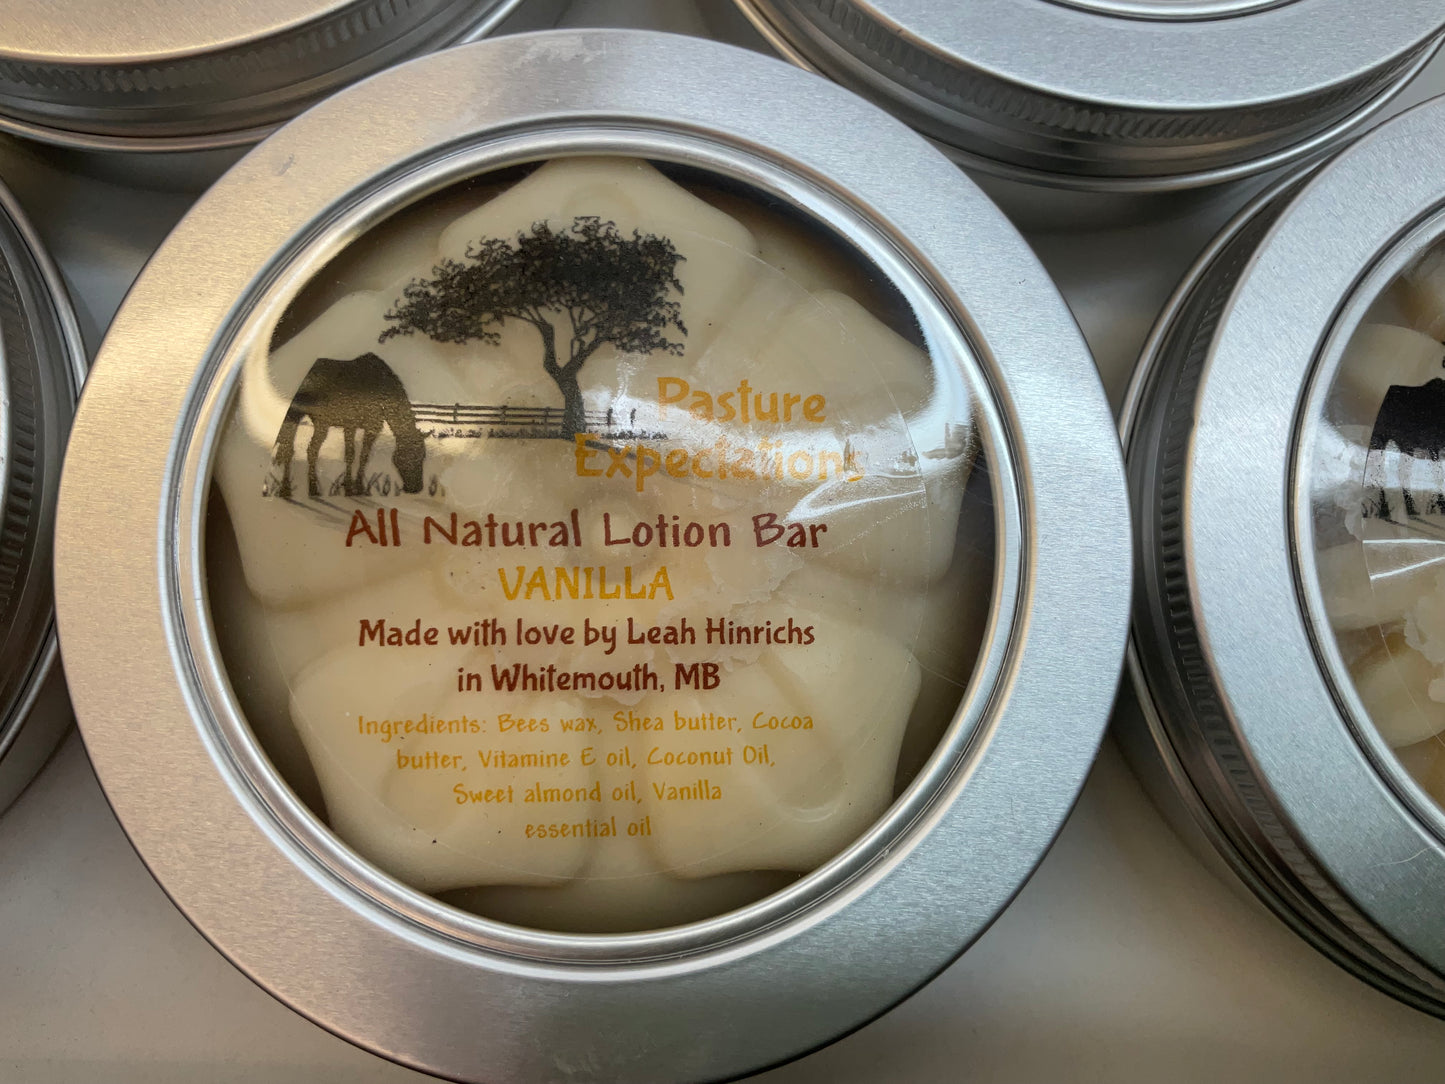 Pasture
Expectations
All Natural Lotion Bar
VANILLA
Made with love by Leah Hinrichs
in Whitemouth, MB
Ingredients: Bees wax, Shea butter, Cocoa
butter, Vitamine E oil, Coconut Oil,
Sweet almond oil, Vanilla
essential oil